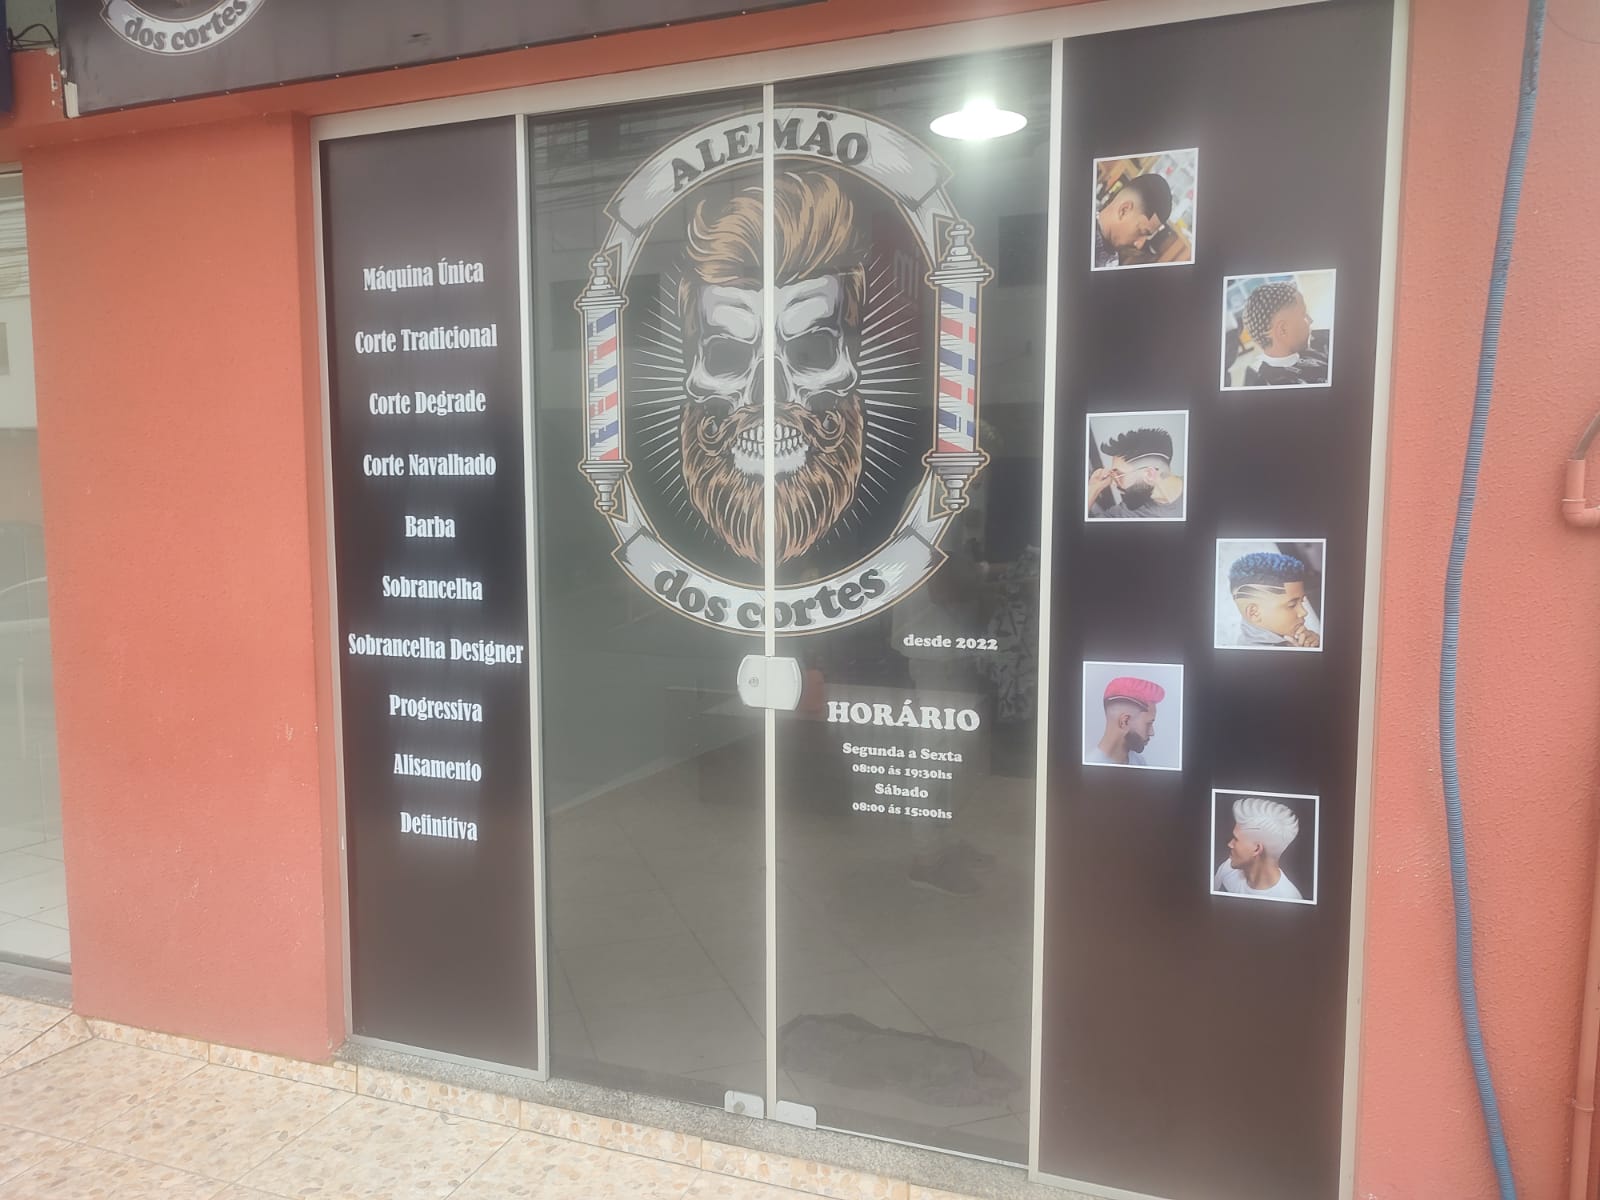 dos cortes
ALEMÃO
dos cortes
desde 2022
Máquina Única
Corte Tradicional
Corte Degrade
Corte Navalhado
Barba
Sobrancelha
Sobrancelha Designer
Progressiva
Alisamento
Definitiva
HORÁRIO
Segunda a Sexta
08:00 ás 19:30hs
Sábado
08:00 ás 15:00hs